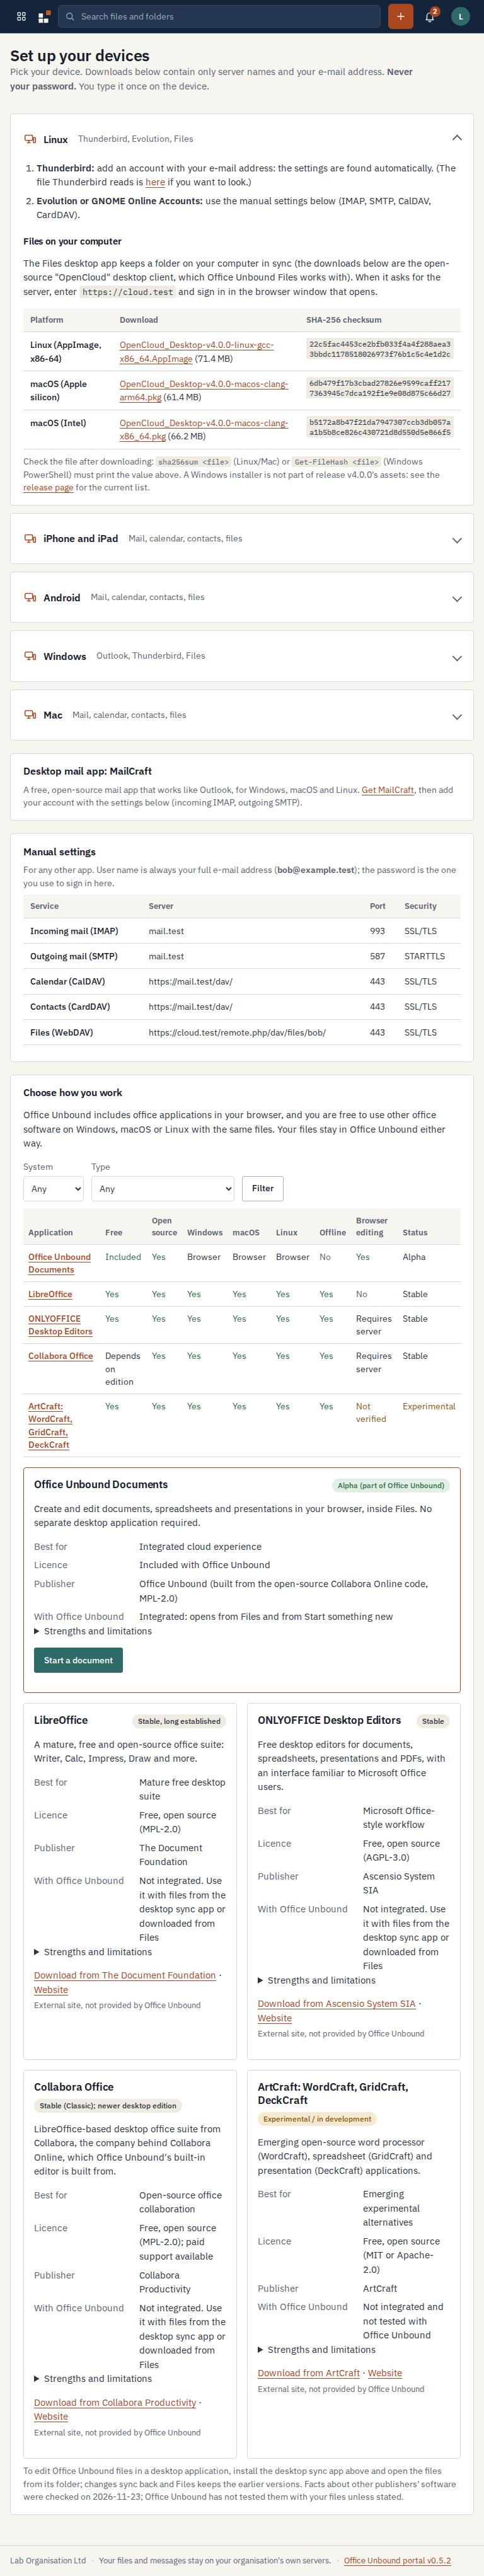 Search files and folders
+
2
L
Set up your devices
Pick your device. Downloads below contain only server names and your e-mail address. Never
your password. You type it once on the device.
Linux Thunderbird, Evolution, Files
1. Thunderbird: add an account with your e-mail address: the settings are found automatically. (The
file Thunderbird reads is here if you want to look.)
2. Evolution or GNOME Online Accounts: use the manual settings below (IMAP, SMTP, CalDAV,
CardDAV).
Files on your computer
The Files desktop app keeps a folder on your computer in sync (the downloads below are the open-
source "OpenCloud" desktop client, which Office Unbound Files works with). When it asks for the
server, enter https://cloud.test and sign in in the browser window that opens.
Platform Download SHA-256 checksum
Linux (AppImage, x86-64) OpenCloud_Desktop-v4.0.0-linux-gcc-x86_64.AppImage (71.4 MB) 22c5fac4453ce2bfb033f4a4f288aea3
3bbdc1178518026973f76b1c5c4e1d2c
macOS (Apple silicon) OpenCloud_Desktop-v4.0.0-macos-clang-arm64.pkg (61.4 MB) 6db479f17b3cbad27826e9599caff217
7363945c7dca192f1e9e08d875c66d27
macOS (Intel) OpenCloud_Desktop-v4.0.0-macos-clang-x86_64.pkg (66.2 MB) b5172a8b47f21da7947307ccb3db057a
a1b5b8ce826c430721d8d550d5e866f5
Check the file after downloading: sha256sum <file> (Linux/Mac) or Get-FileHash <file> (Windows
PowerShell) must print the value above. A Windows installer is not part of release v4.0.0's assets: see the
release page for the current list.
iPhone and iPad Mail, calendar, contacts, files
Android Mail, calendar, contacts, files
Windows Outlook, Thunderbird, Files
Mac Mail, calendar, contacts, files
Desktop mail app: MailCraft
A free, open-source mail app that works like Outlook, for Windows, macOS and Linux. Get MailCraft, then add
your account with the settings below (incoming IMAP, outgoing SMTP).
Manual settings
For any other app. User name is always your full e-mail address (bob@example.test); the password is the one
you use to sign in here.
Service Server Port Security
Incoming mail (IMAP) mail.test 993 SSL/TLS
Outgoing mail (SMTP) mail.test 587 STARTTLS
Calendar (CalDAV) https://mail.test/dav/ 443 SSL/TLS
Contacts (CardDAV) https://mail.test/dav/ 443 SSL/TLS
Files (WebDAV) https://cloud.test/remote.php/dav/files/bob/ 443 SSL/TLS
Choose how you work
Office Unbound includes office applications in your browser, and you are free to use other office
software on Windows, macOS or Linux with the same files. Your files stay in Office Unbound either
way.
System Type
Any Any Filter
Application Free Open source Windows macOS Linux Offline Browser editing Status
Office Unbound Documents Included Yes Browser Browser Browser No Yes Alpha
LibreOffice Yes Yes Yes Yes Yes Yes No Stable
ONLYOFFICE Desktop Editors Yes Yes Yes Yes Yes Yes Requires server Stable
Collabora Office Depends on edition Yes Yes Yes Yes Yes Requires server Stable
ArtCraft: WordCraft, GridCraft, DeckCraft Yes Yes Yes Yes Yes Yes Not verified Experimental
Office Unbound Documents Alpha (part of Office Unbound)
Create and edit documents, spreadsheets and presentations in your browser, inside Files. No
separate desktop application required.
Best for Integrated cloud experience
Licence Included with Office Unbound
Publisher Office Unbound (built from the open-source Collabora Online code,
MPL-2.0)
With Office Unbound Integrated: opens from Files and from Start something new
Strengths and limitations
Start a document
LibreOffice Stable, long established
A mature, free and open-source office suite:
Writer, Calc, Impress, Draw and more.
Best for Mature free desktop
suite
Licence Free, open source
(MPL-2.0)
Publisher The Document
Foundation
With Office Unbound Not integrated. Use
it with files from the
desktop sync app or
downloaded from
Files
Strengths and limitations
Download from The Document Foundation ·
Website
External site, not provided by Office Unbound
ONLYOFFICE Desktop Editors Stable
Free desktop editors for documents,
spreadsheets, presentations and PDFs, with
an interface familiar to Microsoft Office
users.
Best for Microsoft Office-
style workflow
Licence Free, open source
(AGPL-3.0)
Publisher Ascensio System
SIA
With Office Unbound Not integrated. Use
it with files from the
desktop sync app or
downloaded from
Files
Strengths and limitations
Download from Ascensio System SIA ·
Website
External site, not provided by Office Unbound
Collabora Office
Stable (Classic); newer desktop edition
LibreOffice-based desktop office suite from
Collabora, the company behind Collabora
Online, which Office Unbound's built-in
editor is built from.
Best for Open-source office
collaboration
Licence Free, open source
(MPL-2.0); paid
support available
Publisher Collabora
Productivity
With Office Unbound Not integrated. Use
it with files from the
desktop sync app or
downloaded from
Files
Strengths and limitations
Download from Collabora Productivity ·
Website
External site, not provided by Office Unbound
ArtCraft: WordCraft, GridCraft,
DeckCraft
Experimental / in development
Emerging open-source word processor
(WordCraft), spreadsheet (GridCraft) and
presentation (DeckCraft) applications.
Best for Emerging
experimental
alternatives
Licence Free, open source
(MIT or Apache-
2.0)
Publisher ArtCraft
With Office Unbound Not integrated and
not tested with
Office Unbound
Strengths and limitations
Download from ArtCraft · Website
External site, not provided by Office Unbound
To edit Office Unbound files in a desktop application, install the desktop sync app above and open the files
from its folder; changes sync back and Files keeps the earlier versions. Facts about other publishers' software
were checked on 2026-11-23; Office Unbound has not tested them with your files unless stated.
Lab Organisation Ltd · Your files and messages stay on your organisation's own servers. · Office Unbound portal v0.5.2